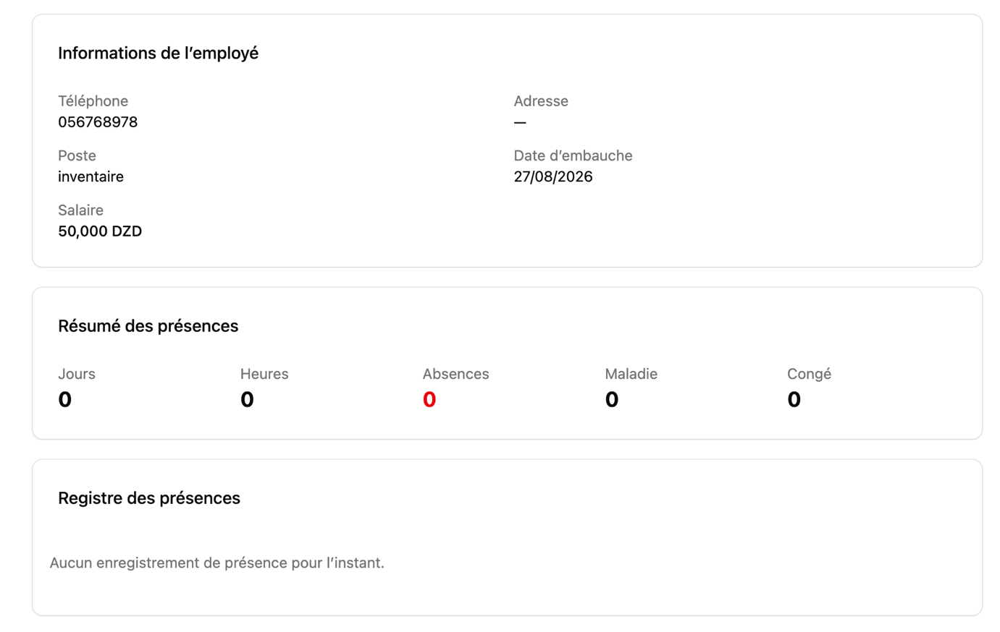 Informations de l’employé
Téléphone
056768978
Adresse
—
Poste
inventaire
Date d’embauche
27/08/2026
Salaire
50,000 DZD
Résumé des présences
Jours
0
Heures
0
Absences
0
Maladie
0
Congé
0
Registre des présences
Aucun enregistrement de présence pour l’instant.